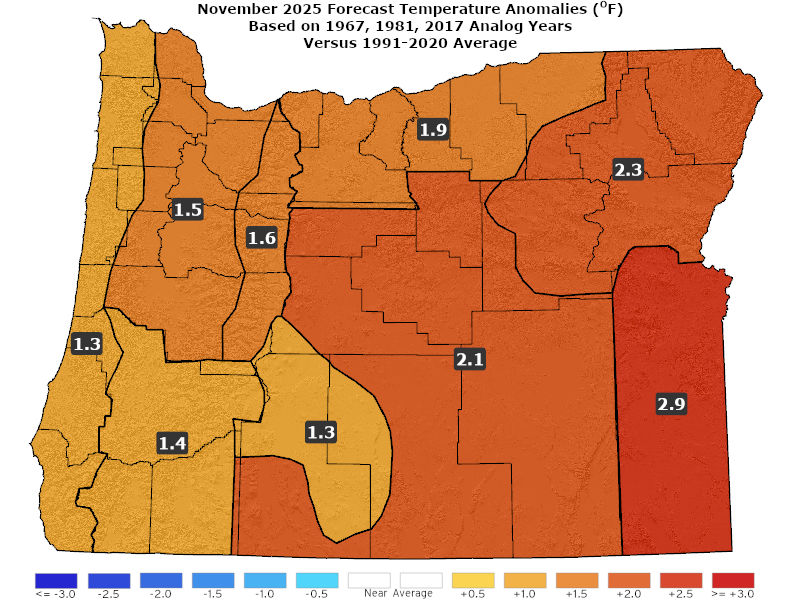 November 2025 Forecast Temperature Anomalies (°F)
Based on 1967, 1981, 2017 Analog Years
Versus 1991-2020 Average
1.9
2.3
1.5
1.6
1.3
2.1
2.9
1.3
1.4
<= -3.0 -2.5 -2.0 -1.5 -1.0 -0.5 Near Average +0.5 +1.0 +1.5 +2.0 +2.5 >= +3.0